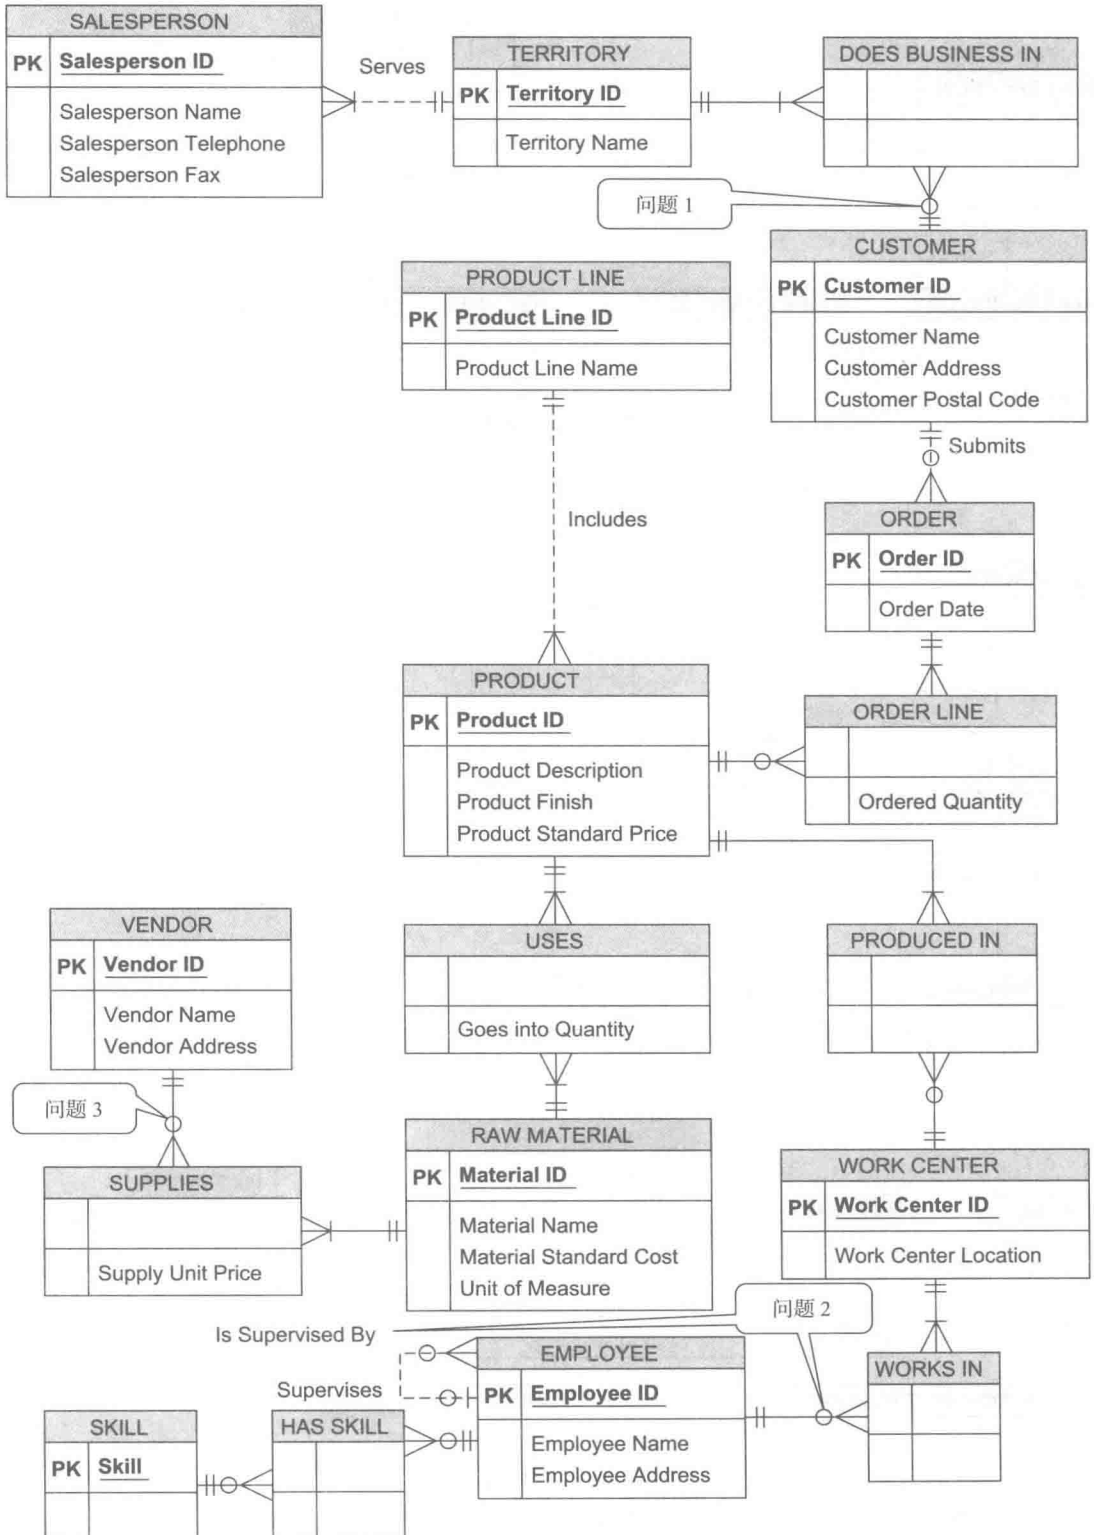 SALESPERSON
PK Salesperson ID
Salesperson Name
Salesperson Telephone
Salesperson Fax
Serves
TERRITORY
PK Territory ID
Territory Name
DOES BUSINESS IN
问题 1
CUSTOMER
PK Customer ID
Customer Name
Customer Address
Customer Postal Code
PRODUCT LINE
PK Product Line ID
Product Line Name
Submits
Includes
ORDER
PK Order ID
Order Date
PRODUCT
PK Product ID
Product Description
Product Finish
Product Standard Price
ORDER LINE
Ordered Quantity
VENDOR
PK Vendor ID
Vendor Name
Vendor Address
USES
Goes into Quantity
PRODUCED IN
问题 3
SUPPLIES
Supply Unit Price
RAW MATERIAL
PK Material ID
Material Name
Material Standard Cost
Unit of Measure
WORK CENTER
PK Work Center ID
Work Center Location
问题 2
Is Supervised By
Supervises
EMPLOYEE
PK Employee ID
Employee Name
Employee Address
WORKS IN
SKILL
PK Skill
HAS SKILL